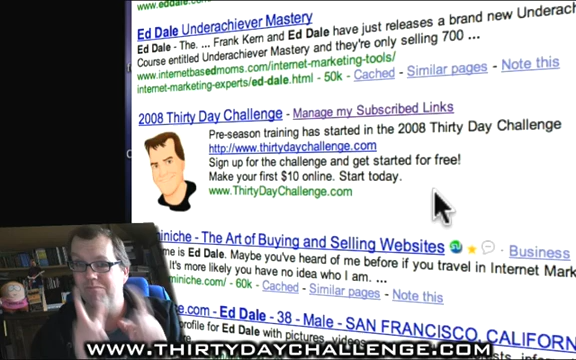 www.eddale.co
Ed Dale Underachiever Mastery
Ed Dale - The. ... Frank Kern and Ed Dale have just releases a brand new Underach
Course entitled Underachiever Mastery and they're only selling 700 ...
www.internetbasedmoms.com/internet-marketing-tools/
internet-marketing-experts/ed-dale.html - 50k - Cached - Similar pages - Note this
2008 Thirty Day Challenge - Manage my Subscribed Links
Pre-season training has started in the 2008 Thirty Day Challenge
http://www.thirtydaychallenge.com
Sign up for the challenge and get started for free!
Make your first $10 online. Start today.
www.ThirtyDayChallenge.com
miniche - The Art of Buying and Selling Websites - Business
me is Ed Dale. Maybe you've heard of me before if you travel in Internet Mark
It's more likely you have no idea who I am. ...
miniche.com/ - 60k - Cached - Similar pages - Note this
ce.com - Ed Dale - 38 - Male - SAN FRANCISCO, CALIFORN
profile for Ed Dale with pictures, videos
WWW.THIRTYDAYCHALLENGE.COM